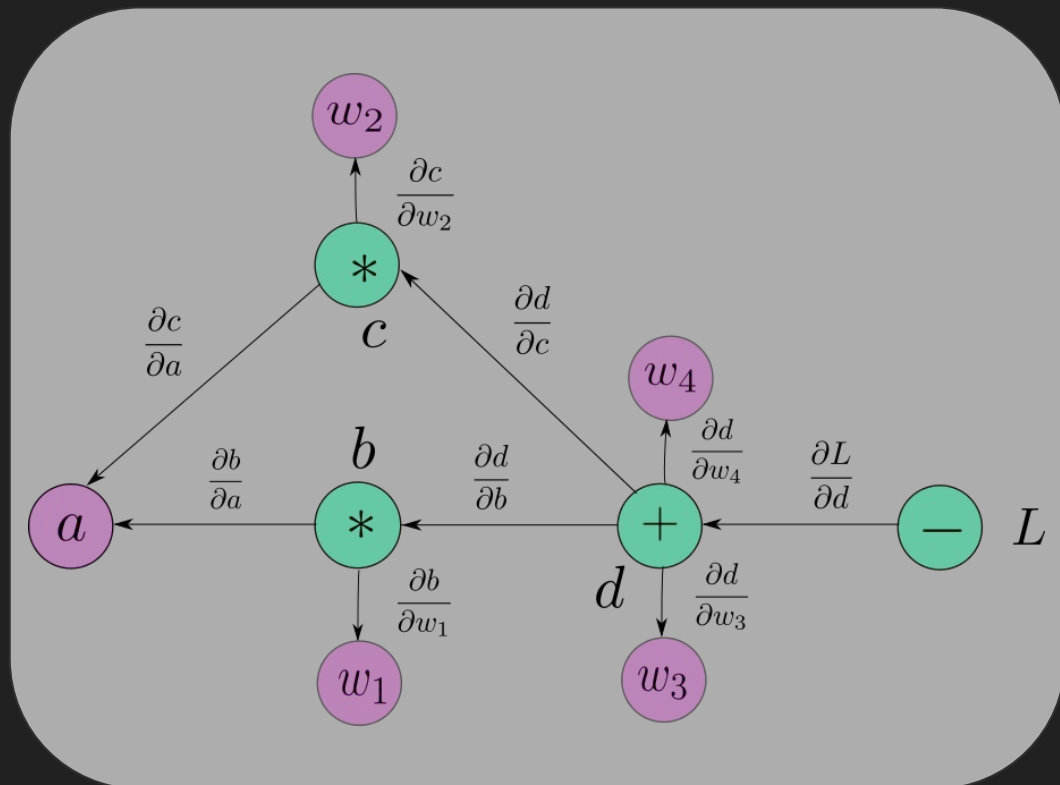 w₂
∂c/∂w₂
*
c
∂c/∂a
∂d/∂c
w₄
∂d/∂w₄
b
∂b/∂a
∂d/∂b
∂L/∂d
a
*
+
−
L
d
∂b/∂w₁
∂d/∂w₃
w₁
w₃